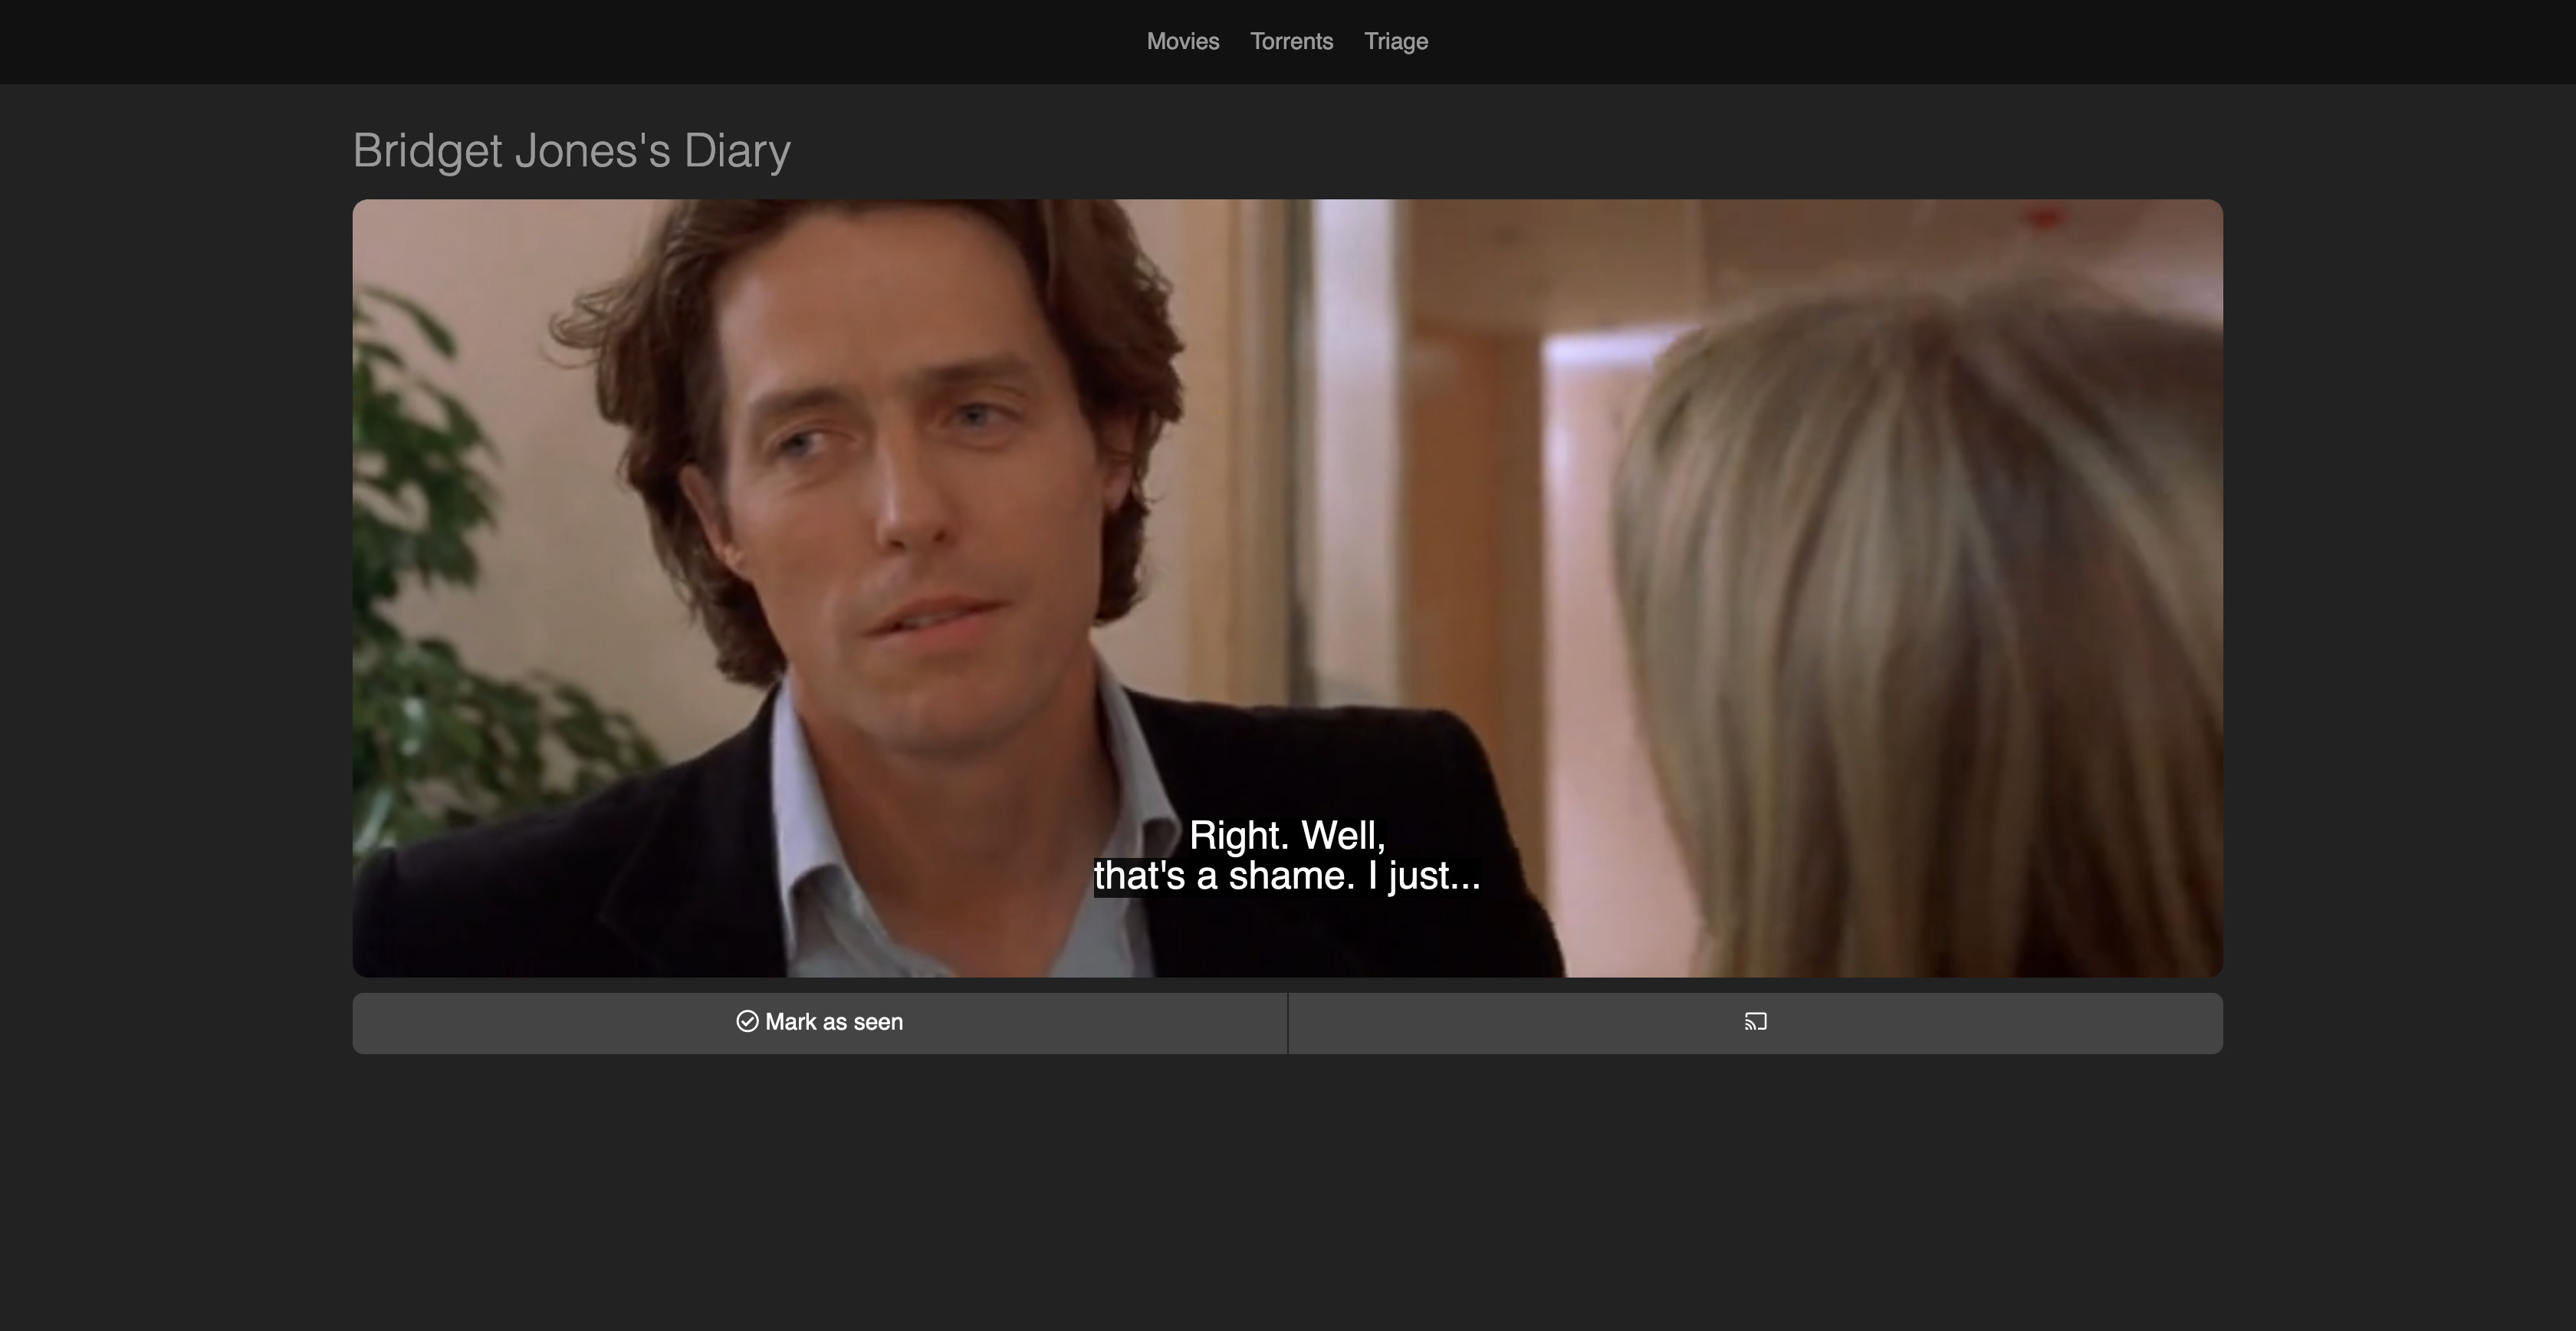 Movies Torrents Triage
Bridget Jones's Diary
Right. Well,
that's a shame. I just...
Mark as seen